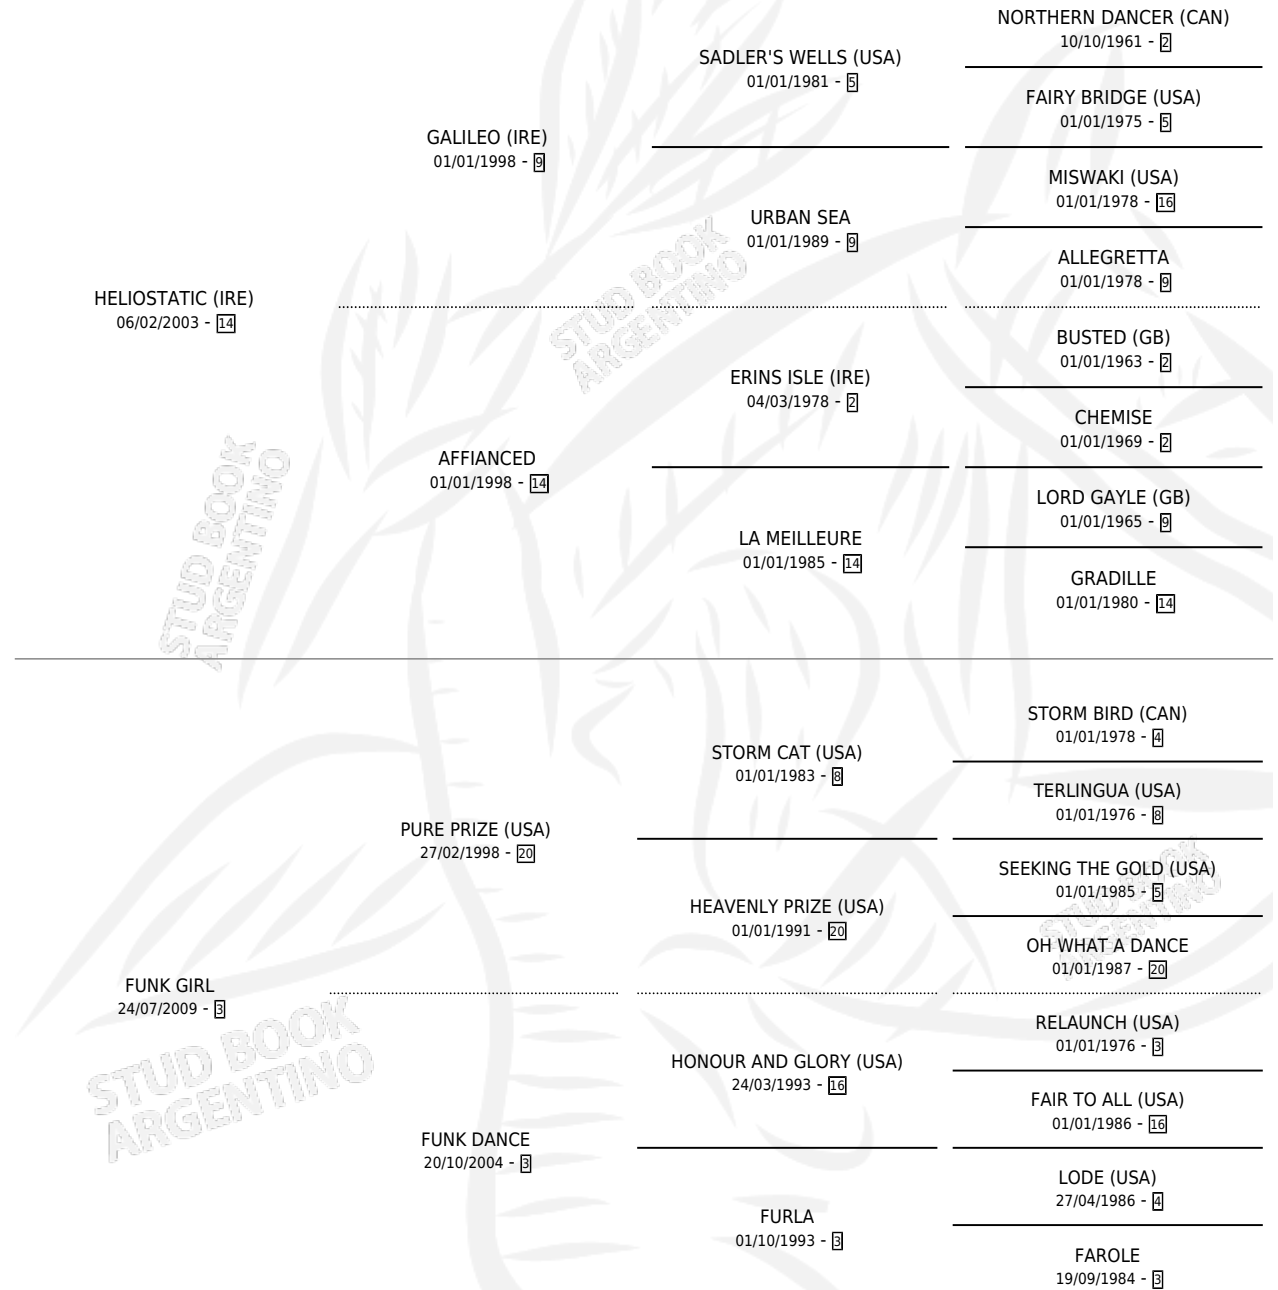 NORTHERN DANCER (CAN)
10/10/1961 - 2
SADLER'S WELLS (USA)
01/01/1981 - 5
FAIRY BRIDGE (USA)
01/01/1975 - 5
GALILEO (IRE)
01/01/1998 - 9
MISWAKI (USA)
01/01/1978 - 16
URBAN SEA
01/01/1989 - 9
ALLEGRETTA
01/01/1978 - 9
HELIOSTATIC (IRE)
06/02/2003 - 14
BUSTED (GB)
01/01/1963 - 2
ERINS ISLE (IRE)
04/03/1978 - 2
CHEMISE
01/01/1969 - 2
AFFIANCED
01/01/1998 - 14
LORD GAYLE (GB)
01/01/1965 - 9
LA MEILLEURE
01/01/1985 - 14
GRADILLE
01/01/1980 - 14
STORM BIRD (CAN)
01/01/1978 - 4
STORM CAT (USA)
01/01/1983 - 8
TERLINGUA (USA)
01/01/1976 - 8
PURE PRIZE (USA)
27/02/1998 - 20
SEEKING THE GOLD (USA)
01/01/1985 - 5
HEAVENLY PRIZE (USA)
01/01/1991 - 20
OH WHAT A DANCE
01/01/1987 - 20
FUNK GIRL
24/07/2009 - 3
RELAUNCH (USA)
01/01/1976 - 3
HONOUR AND GLORY (USA)
24/03/1993 - 16
FAIR TO ALL (USA)
01/01/1986 - 16
FUNK DANCE
20/10/2004 - 3
LODE (USA)
27/04/1986 - 4
FURLA
01/10/1993 - 3
FAROLE
19/09/1984 - 3
STUD BOOK
ARGENTINO
STUD BOOK
ARGENTINO
STUD BOOK
ARGENTINO
STUD BOOK
ARGENTINO